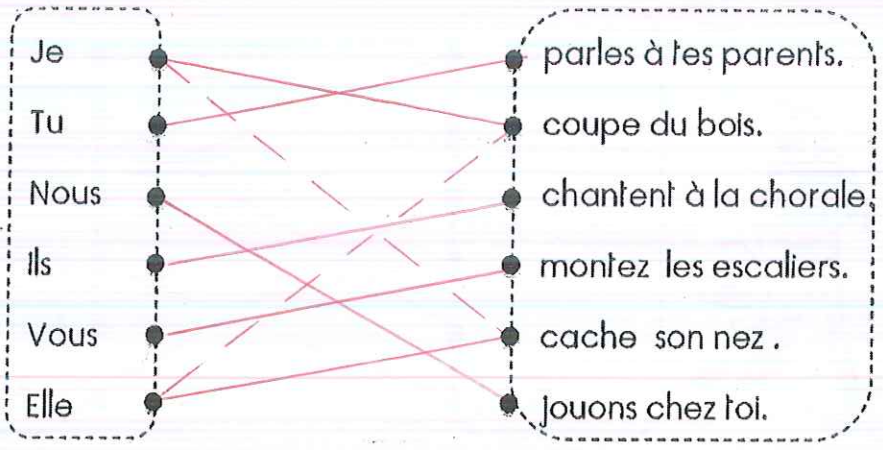 Je
parles à tes parents.
Tu
coupe du bois.
Nous
chantent à la chorale.
Ils
montez les escaliers.
Vous
cache son nez .
Elle
jouons chez toi.